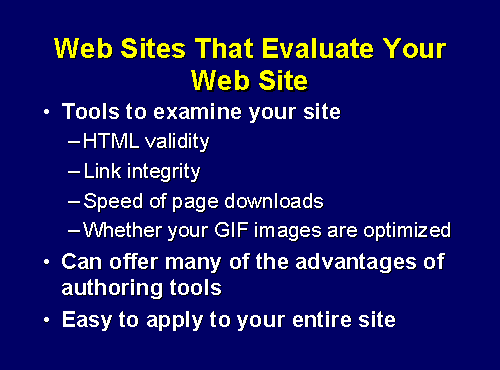 Web Sites That Evaluate Your
Web Site
• Tools to examine your site
–HTML validity
–Link integrity
–Speed of page downloads
–Whether your GIF images are optimized
• Can offer many of the advantages of
authoring tools
• Easy to apply to your entire site